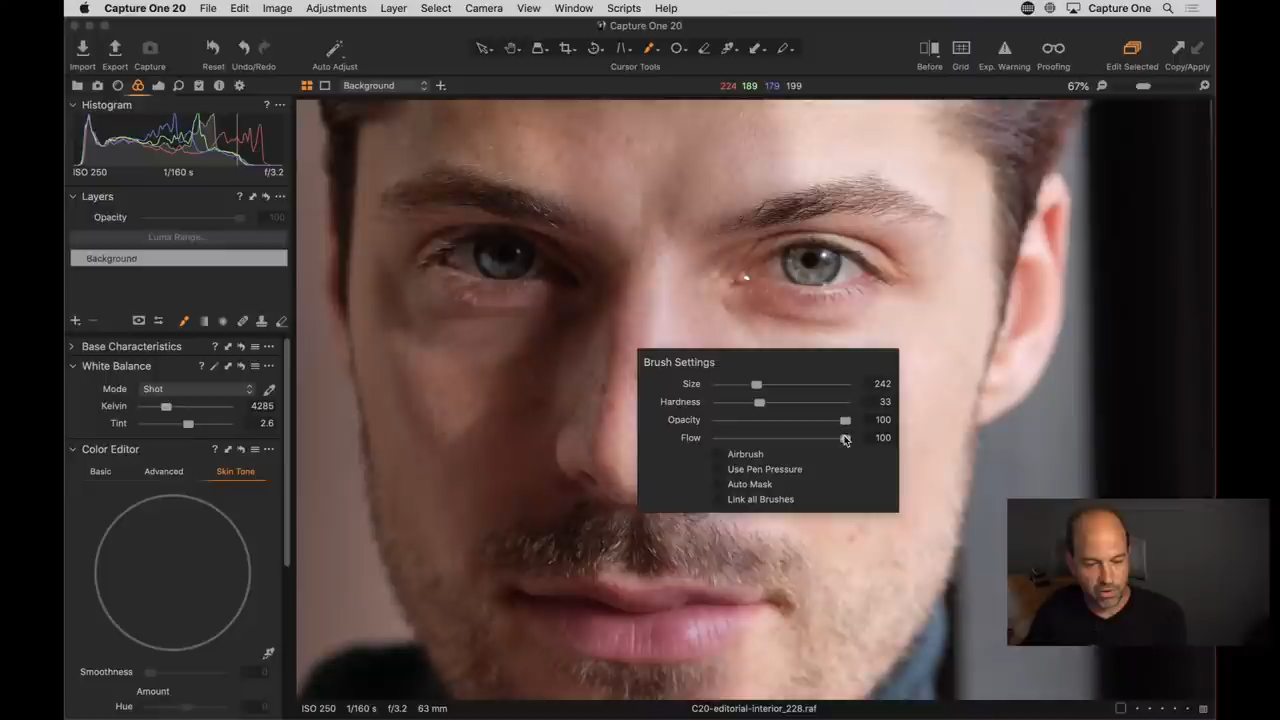 Capture One 20 File Edit Image Adjustments Layer Select Camera View Window Scripts Help Capture One
Capture One 20
Import Export Capture Reset Undo/Redo Auto Adjust Cursor Tools Before Grid Exp. Warning Proofing Edit Selected Copy/Apply
Background 224 189 179 199 67%
Histogram ?
ISO 250 1/160 s f/3.2
Layers ?
Opacity 100
Luma Range...
Background
Base Characteristics ?
White Balance ?
Mode Shot
Kelvin 4285
Tint 2.6
Color Editor ?
Basic Advanced Skin Tone
Smoothness 0
Amount
Hue 0
Brush Settings
Size 242
Hardness 33
Opacity 100
Flow 100
Airbrush
Use Pen Pressure
Auto Mask
Link all Brushes
ISO 250 1/160 s f/3.2 63 mm C20-editorial-interior_228.raf